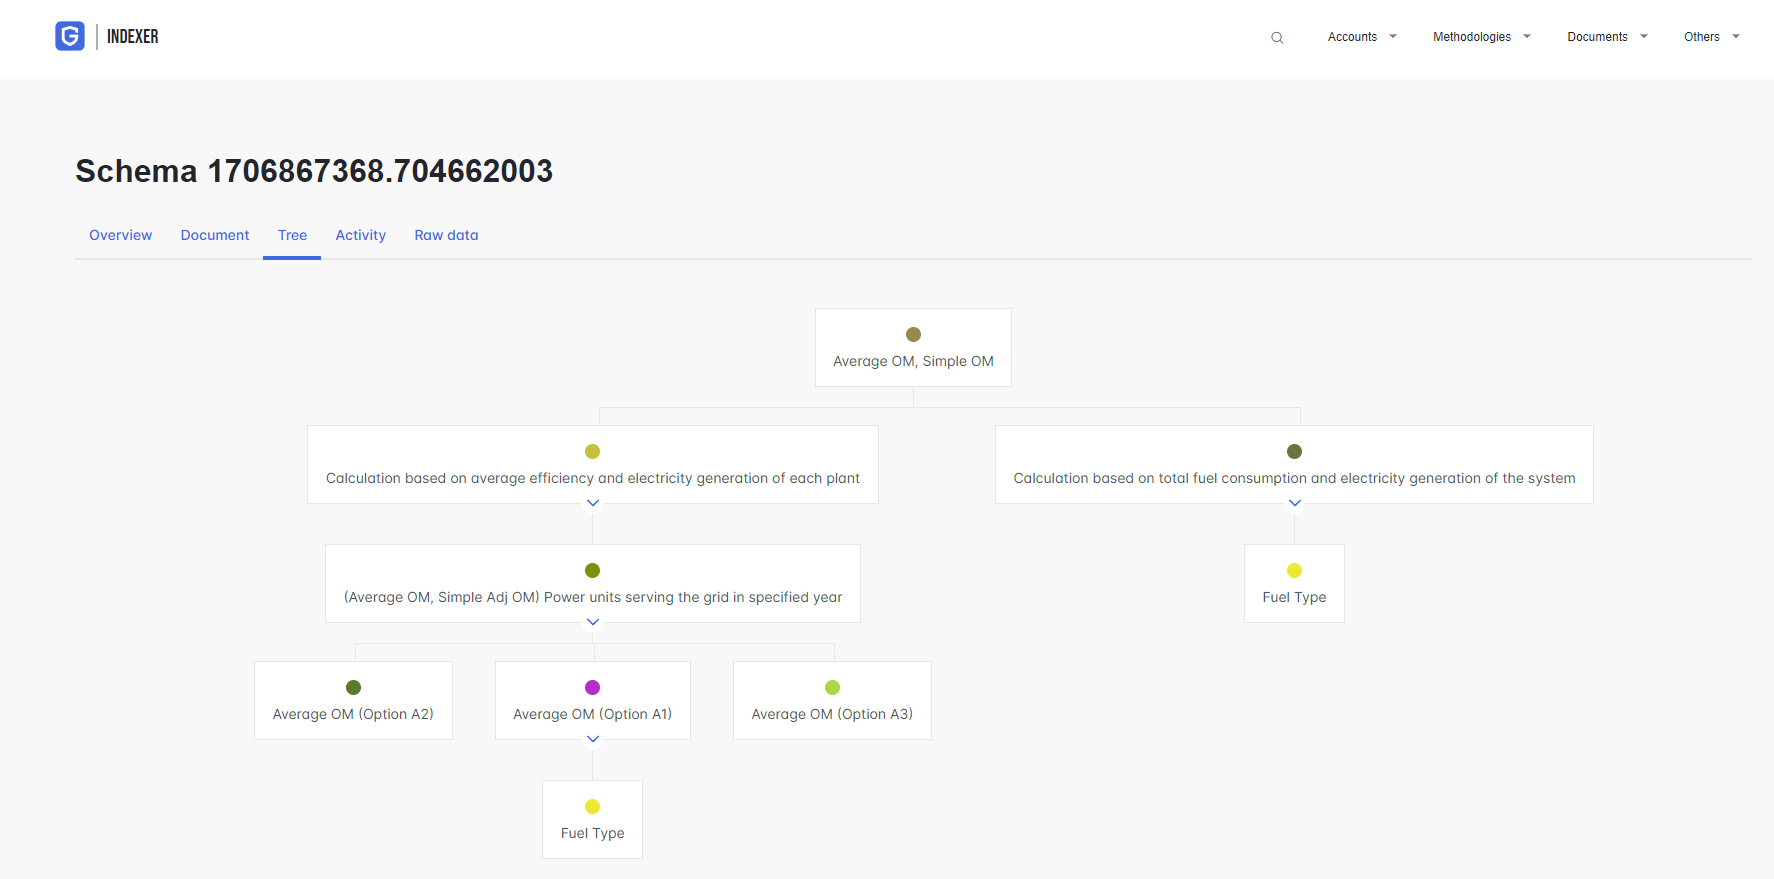 G INDEXER
Accounts Methodologies Documents Others
Schema 1706867368.704662003
Overview Document Tree Activity Raw data
Average OM, Simple OM
Calculation based on average efficiency and electricity generation of each plant
Calculation based on total fuel consumption and electricity generation of the system
(Average OM, Simple Adj OM) Power units serving the grid in specified year
Fuel Type
Average OM (Option A2)
Average OM (Option A1)
Average OM (Option A3)
Fuel Type